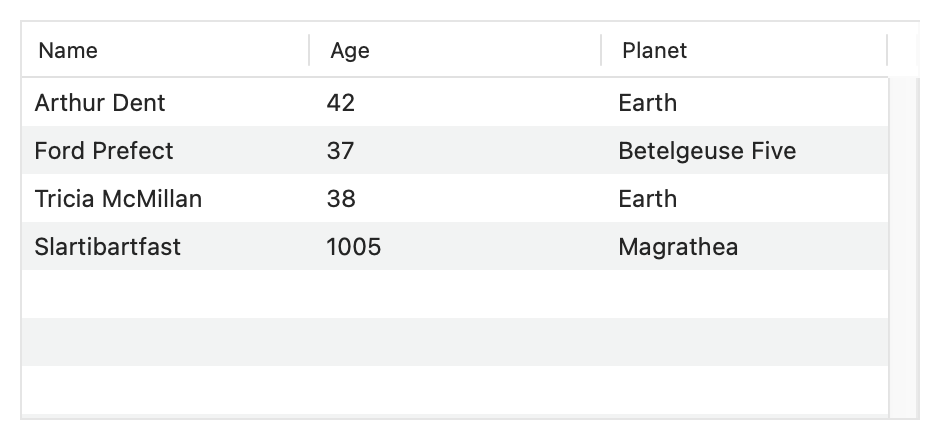 Name Age Planet
Arthur Dent 42 Earth
Ford Prefect 37 Betelgeuse Five
Tricia McMillan 38 Earth
Slartibartfast 1005 Magrathea